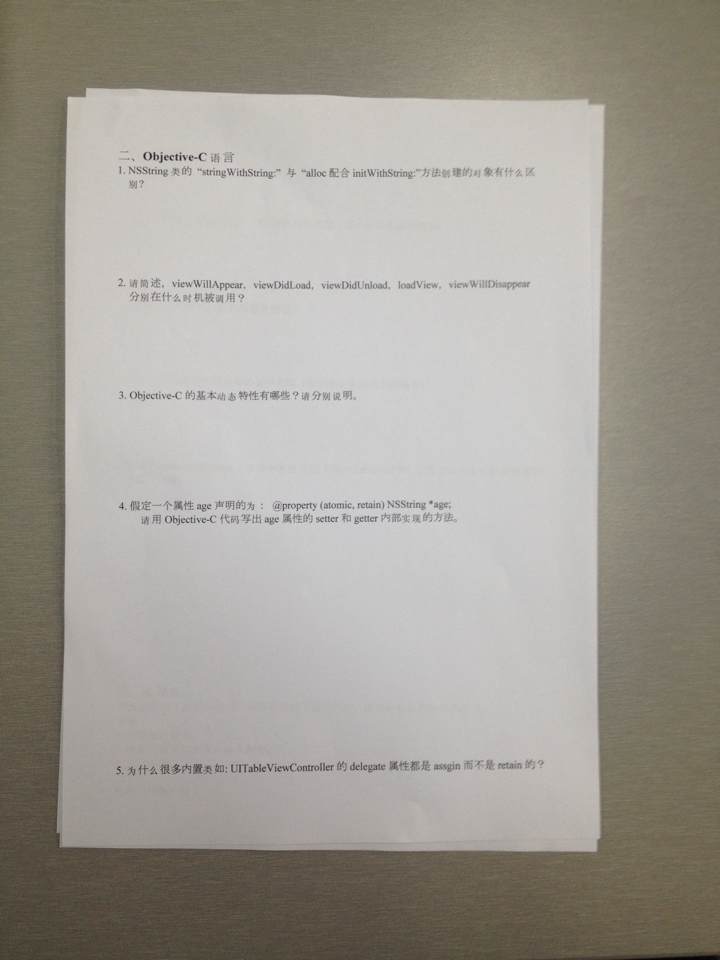 二、Objective-C 语言
1. NSString 类的 “stringWithString:” 与 “alloc 配合 initWithString:”方法创建的对象有什么区
别？
2. 请简述，viewWillAppear，viewDidLoad，viewDidUnload，loadView，viewWillDisappear
分别在什么时机被调用？
3. Objective-C 的基本动态特性有哪些？请分别说明。
4. 假定一个属性 age 声明的为： @property (atomic, retain) NSString *age;
请用 Objective-C 代码写出 age 属性的 setter 和 getter 内部实现的方法。
5. 为什么很多内置类如: UITableViewController 的 delegate 属性都是 assgin 而不是 retain 的？